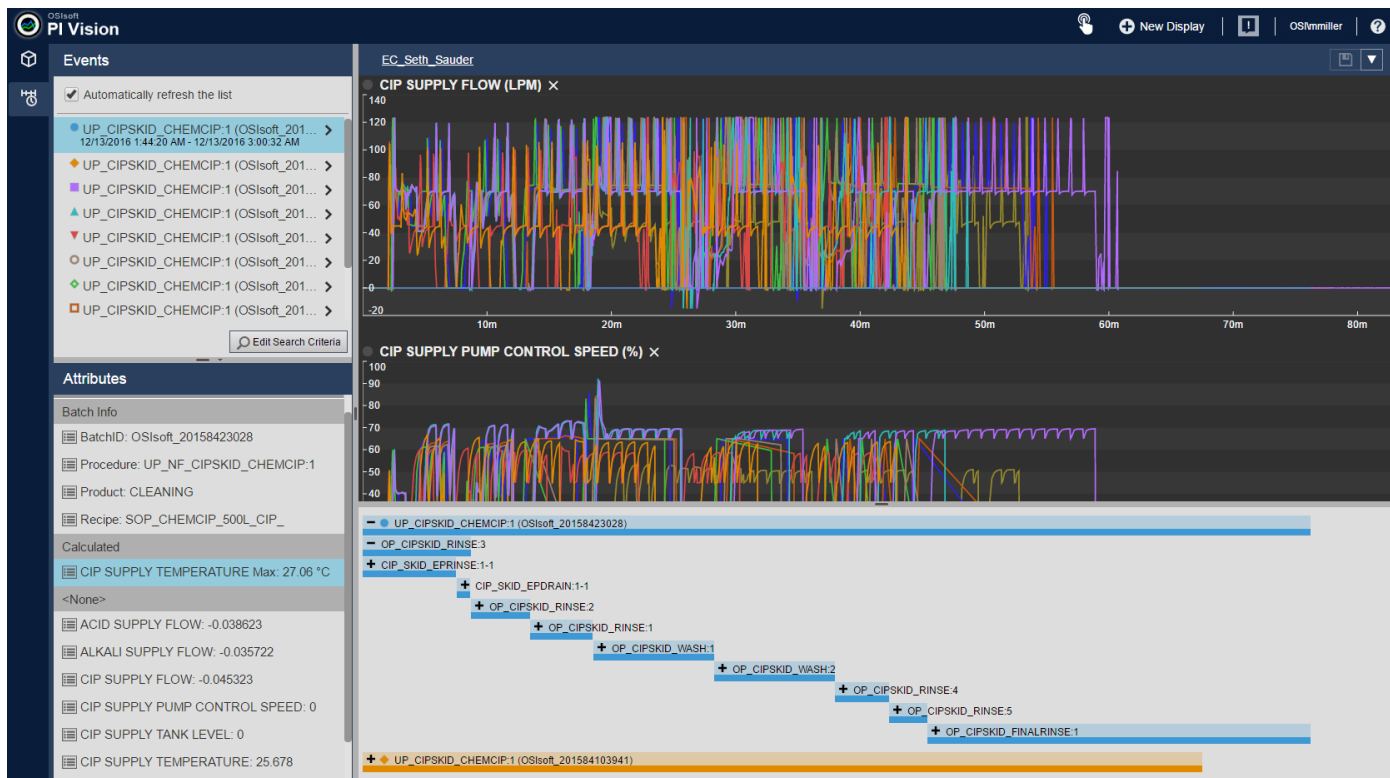 OSIsoft
PI Vision
New Display
OSI\mmiller
?
Events
EC_Seth_Sauder
Automatically refresh the list
UP_CIPSKID_CHEMCIP:1 (OSIsoft_201...
12/13/2016 1:44:20 AM - 12/13/2016 3:00:32 AM
UP_CIPSKID_CHEMCIP:1 (OSIsoft_201...
UP_CIPSKID_CHEMCIP:1 (OSIsoft_201...
UP_CIPSKID_CHEMCIP:1 (OSIsoft_201...
UP_CIPSKID_CHEMCIP:1 (OSIsoft_201...
UP_CIPSKID_CHEMCIP:1 (OSIsoft_201...
UP_CIPSKID_CHEMCIP:1 (OSIsoft_201...
UP_CIPSKID_CHEMCIP:1 (OSIsoft_201...
Edit Search Criteria
Attributes
Batch Info
BatchID: OSIsoft_20158423028
Procedure: UP_NF_CIPSKID_CHEMCIP:1
Product: CLEANING
Recipe: SOP_CHEMCIP_500L_CIP_
Calculated
CIP SUPPLY TEMPERATURE Max: 27.06 °C
<None>
ACID SUPPLY FLOW: -0.038623
ALKALI SUPPLY FLOW: -0.035722
CIP SUPPLY FLOW: -0.045323
CIP SUPPLY PUMP CONTROL SPEED: 0
CIP SUPPLY TANK LEVEL: 0
CIP SUPPLY TEMPERATURE: 25.678
CIP SUPPLY FLOW (LPM)
140
120
100
80
60
40
20
0
-20
10m 20m 30m 40m 50m 60m 70m 80m
CIP SUPPLY PUMP CONTROL SPEED (%)
100
90
80
70
60
50
40
UP_CIPSKID_CHEMCIP:1 (OSIsoft_20158423028)
OP_CIPSKID_RINSE:3
CIP_SKID_EPRINSE:1-1
CIP_SKID_EPDRAIN:1-1
OP_CIPSKID_RINSE:2
OP_CIPSKID_RINSE:1
OP_CIPSKID_WASH:1
OP_CIPSKID_WASH:2
OP_CIPSKID_RINSE:4
OP_CIPSKID_RINSE:5
OP_CIPSKID_FINALRINSE:1
UP_CIPSKID_CHEMCIP:1 (OSIsoft_201584103941)